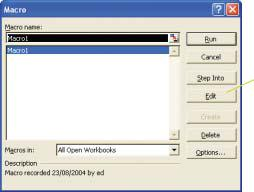 Macro
Macro name:
Macro1
Macro1
Run
Cancel
Step Into
Edit
Create
Delete
Options...
Macros in: All Open Workbooks
Description
Macro recorded 23/08/2004 by ed